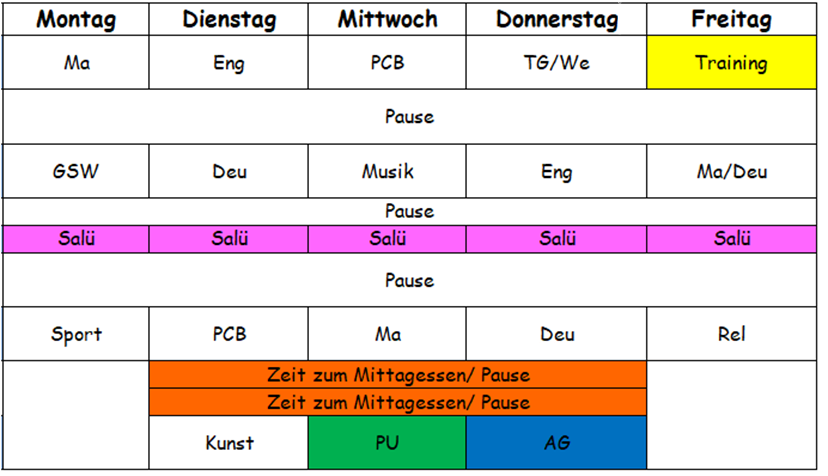 Montag Dienstag Mittwoch Donnerstag Freitag
Ma Eng PCB TG/We Training
Pause
GSW Deu Musik Eng Ma/Deu
Pause
Salü Salü Salü Salü Salü
Pause
Sport PCB Ma Deu Rel
Zeit zum Mittagessen/ Pause
Zeit zum Mittagessen/ Pause
Kunst PU AG